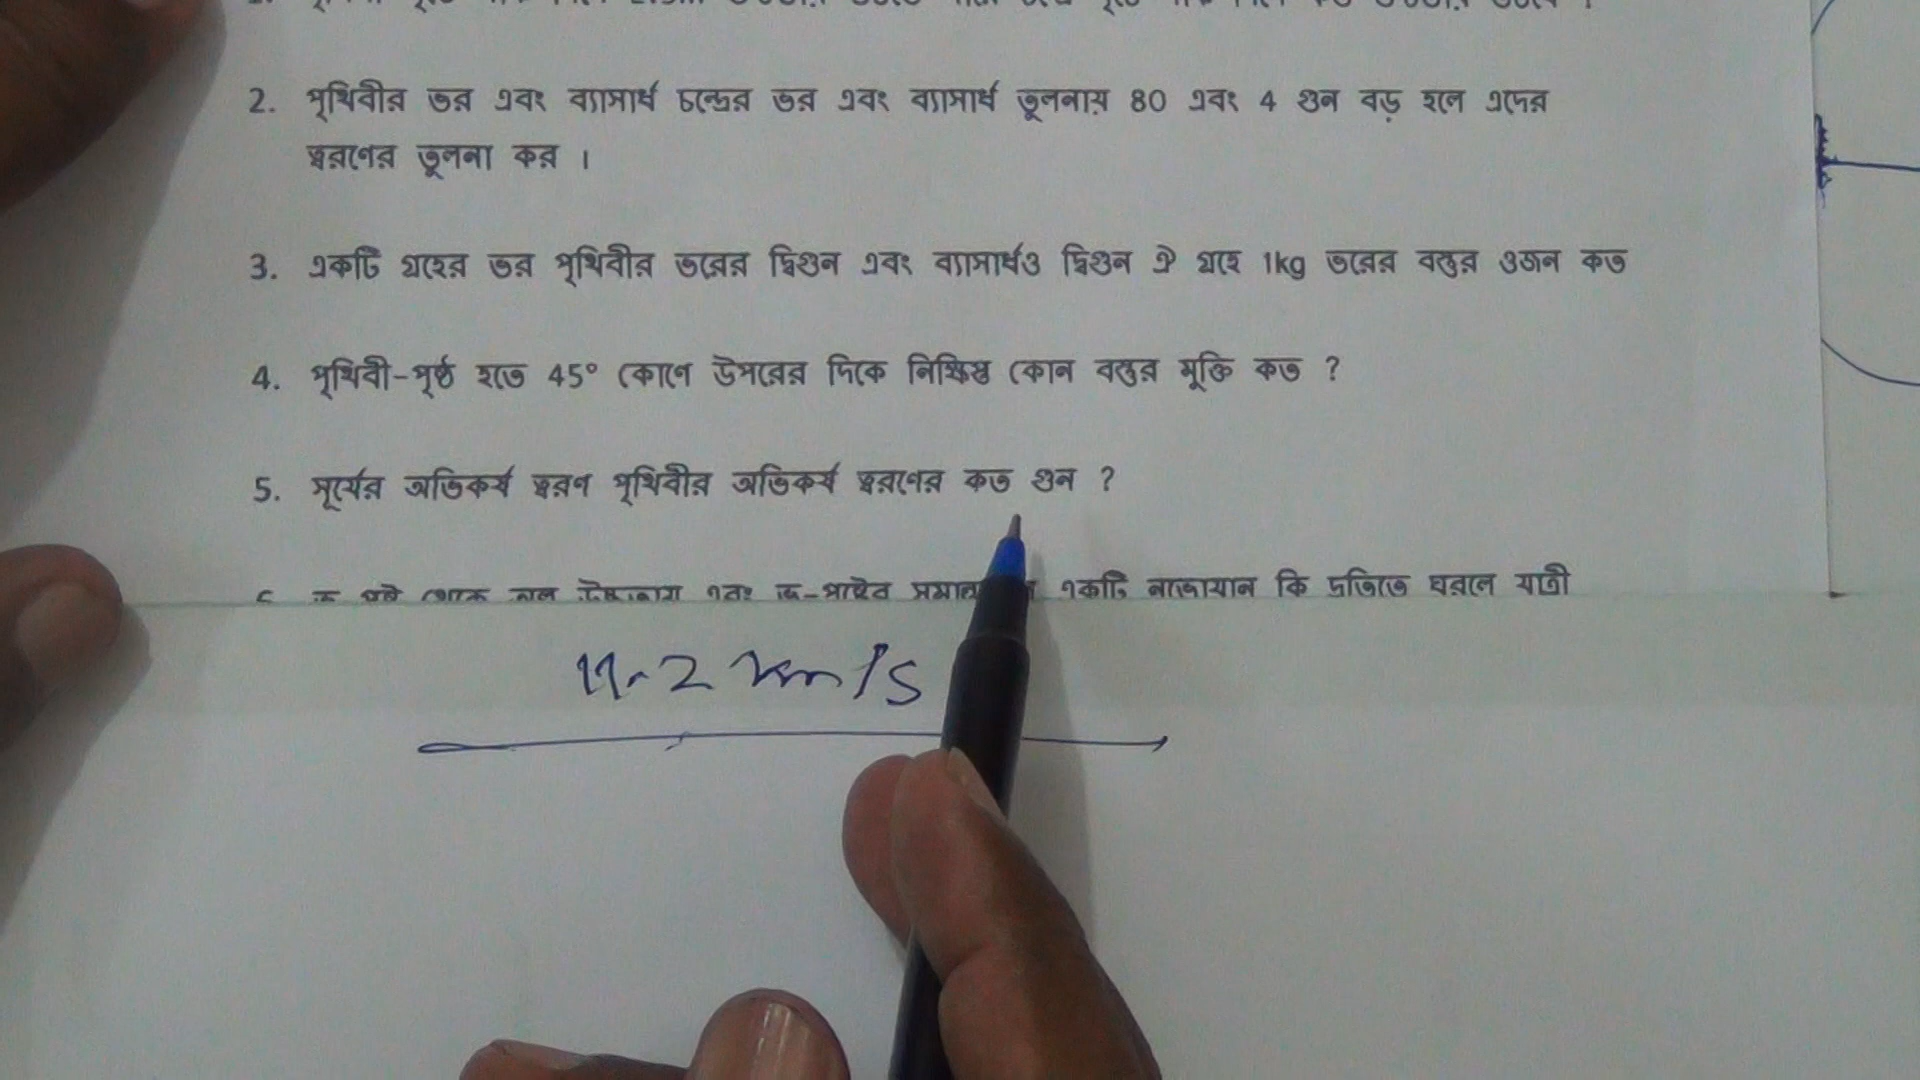 2. পৃথিবীর ভর এবং ব্যাসার্ধ চন্দ্রের ভর এবং ব্যাসার্ধ তুলনায় 80 এবং 4 গুন বড় হলে এদের
ত্বরণের তুলনা কর ।
3. একটি গ্রহের ভর পৃথিবীর ভরের দ্বিগুন এবং ব্যাসার্ধও দ্বিগুন ঐ গ্রহে 1kg ভরের বস্তুর ওজন কত
4. পৃথিবী-পৃষ্ঠ হতে 45° কোণে উপরের দিকে নিক্ষিপ্ত কোন বস্তুর মুক্তি কত ?
5. সূর্যের অভিকর্ষ ত্বরণ পৃথিবীর অভিকর্ষ ত্বরণের কত গুন ?
একটি নভোযান কি গতিতে ঘুরলে যাত্রী
11.2 km/s